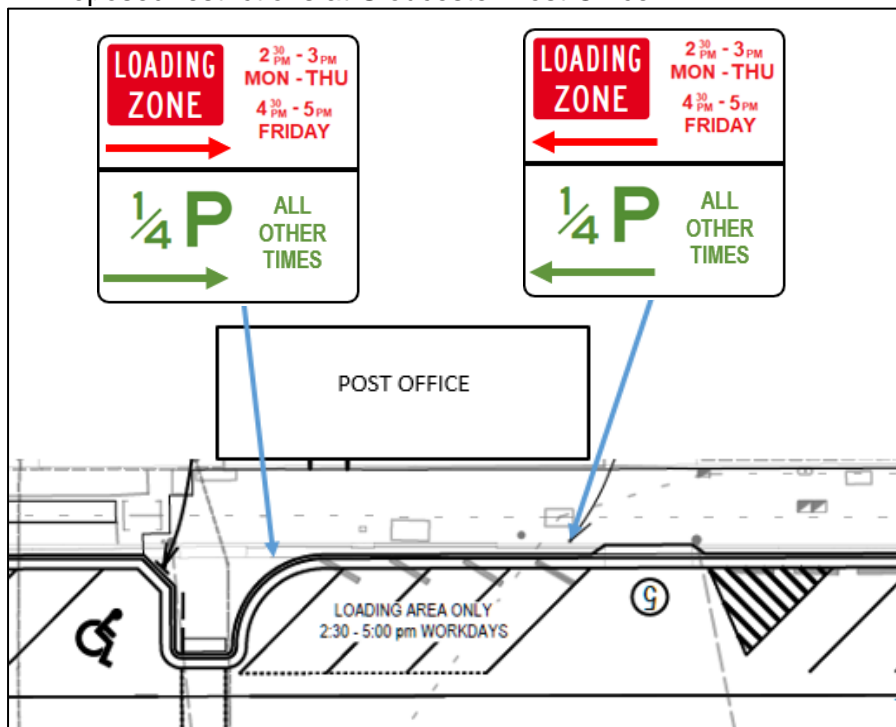 LOADING
ZONE
2 30 PM - 3 PM
MON - THU
4 30 PM - 5 PM
FRIDAY
1/4 P
ALL
OTHER
TIMES
LOADING
ZONE
2 30 PM - 3 PM
MON - THU
4 30 PM - 5 PM
FRIDAY
1/4 P
ALL
OTHER
TIMES
POST OFFICE
LOADING AREA ONLY
2:30 - 5:00 pm WORKDAYS
5